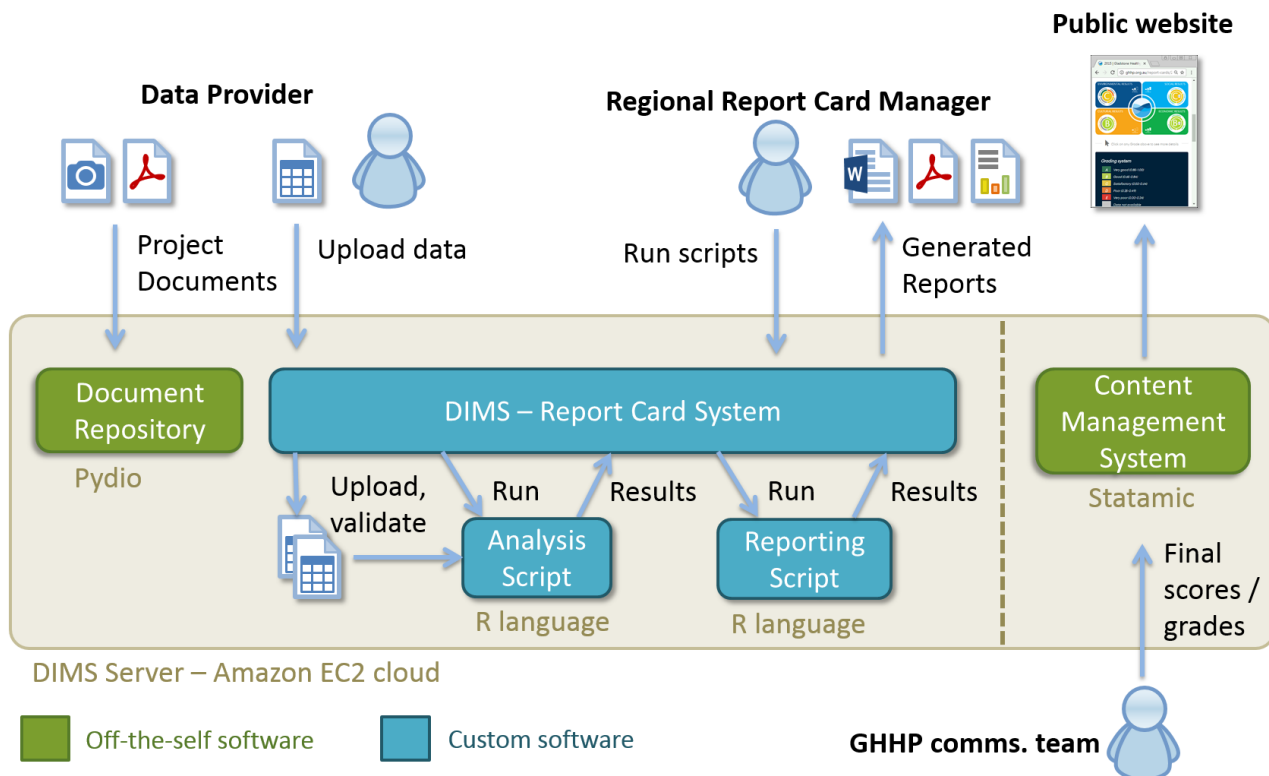 Public website
Data Provider
Regional Report Card Manager
W
Project
Documents
Upload data
Run scripts
Generated
Reports
Document
Repository
DIMS – Report Card System
Content
Management
System
Pydio
Statamic
Upload,
validate
Run
Results
Run
Results
Analysis
Script
Reporting
Script
R language
R language
Final
scores /
grades
DIMS Server – Amazon EC2 cloud
Off-the-self software
Custom software
GHHP comms. team
Grading system